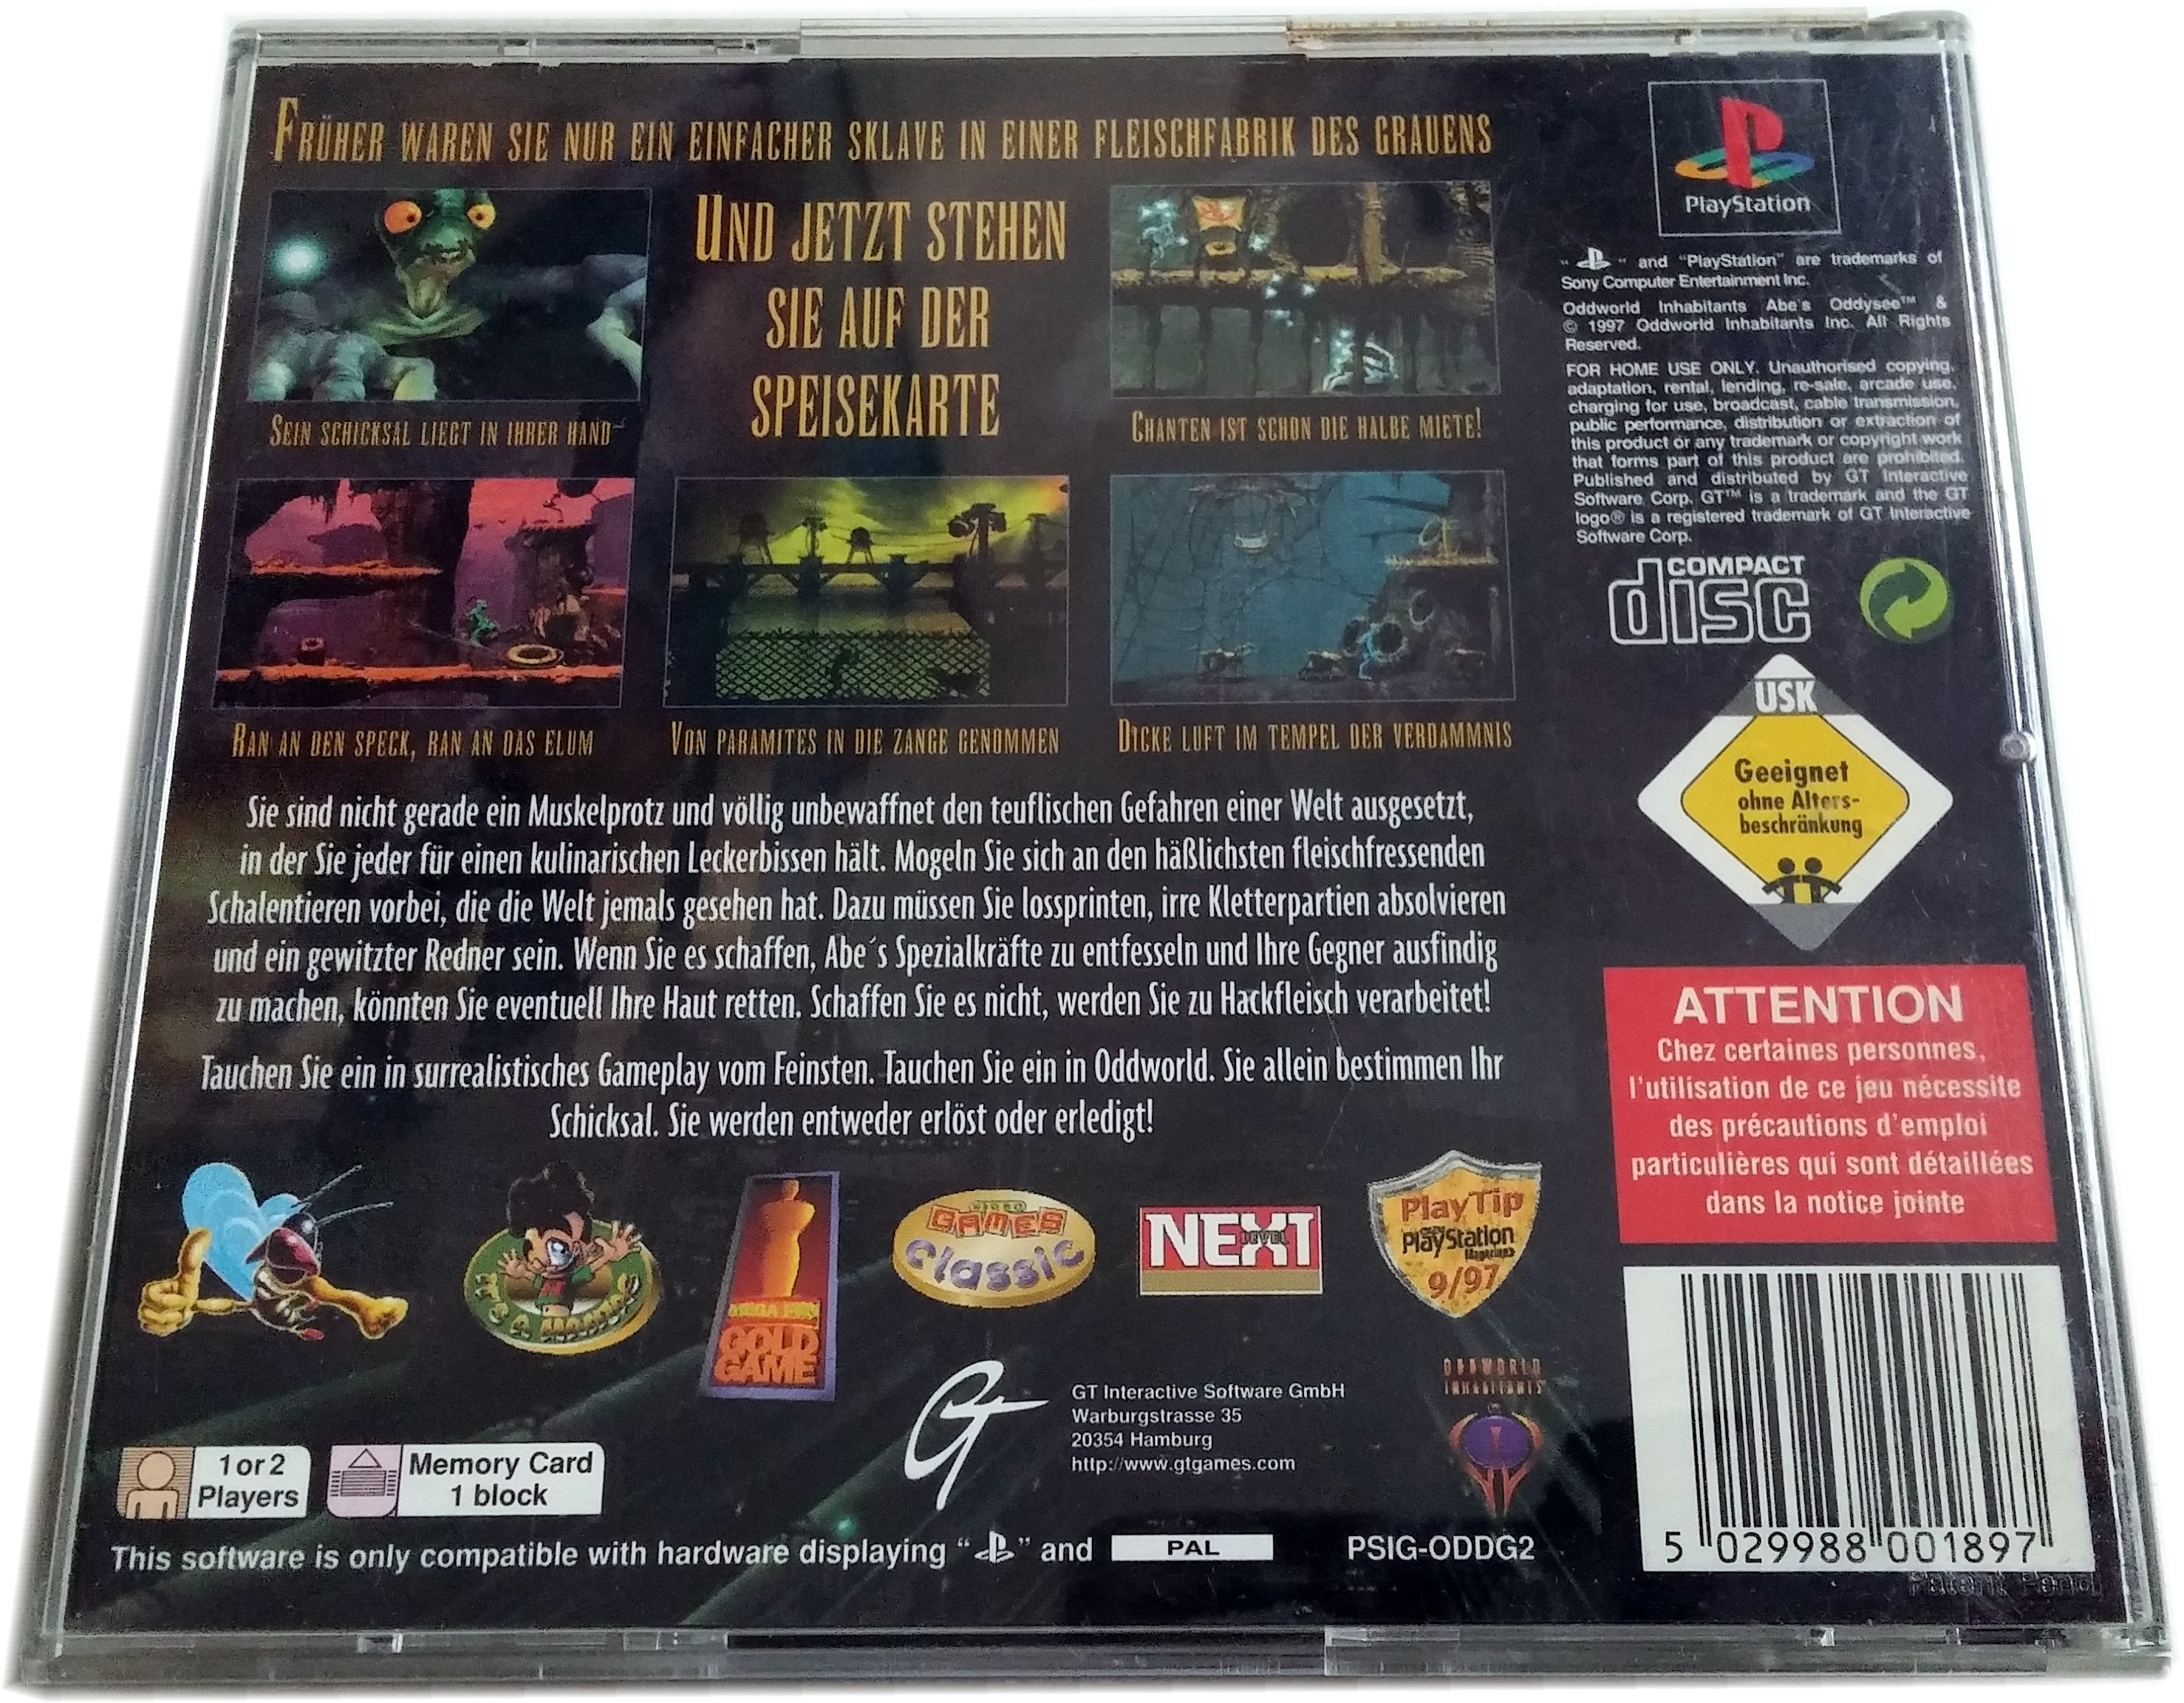 FRÜHER WAREN SIE NUR EIN EINFACHER SKLAVE IN EINER FLEISCHFABRIK DES GRAUENS
UND JETZT STEHEN
SIE AUF DER
SPEISEKARTE
SEIN SCHICKSAL LIEGT IN IHRER HAND
CHANTEN IST SCHON DIE HALBE MIETE!
RAN AN DEN SPECK, RAN AN DAS ELUM
VON PARAMITES IN DIE ZANGE GENOMMEN
DICKE LUFT IM TEMPEL DER VERDAMMNIS
Sie sind nicht gerade ein Muskelprotz und völlig unbewaffnet den teuflischen Gefahren einer Welt ausgesetzt,
in der Sie jeder für einen kulinarischen Leckerbissen hält. Mogeln Sie sich an den häßlichsten fleischfressenden
Schalentieren vorbei, die die Welt jemals gesehen hat. Dazu müssen Sie lossprinten, irre Kletterpartien absolvieren
und ein gewitzter Redner sein. Wenn Sie es schaffen, Abe´s Spezialkräfte zu entfesseln und Ihre Gegner ausfindig
zu machen, könnten Sie eventuell Ihre Haut retten. Schaffen Sie es nicht, werden Sie zu Hackfleisch verarbeitet!
Tauchen Sie ein in surrealistisches Gameplay vom Feinsten. Tauchen Sie ein in Oddworld. Sie allein bestimmen Ihr
Schicksal. Sie werden entweder erlöst oder erledigt!
IT'S A
MEGA FUN
GOLD
GAME
VIDEO
GAMES
classic
NEXT
LEVEL
PlayTip
PlayStation
Magazine
9/97
GT
GT Interactive Software GmbH
Warburgstrasse 35
20354 Hamburg
http://www.gtgames.com
ODDWORLD
INHABITANTS
1 or 2
Players
Memory Card
1 block
This software is only compatible with hardware displaying " " and PAL
PSIG-ODDG2
PlayStation
" " and "PlayStation" are trademarks of
Sony Computer Entertainment Inc.
Oddworld Inhabitants Abe's Oddysee™ &
© 1997 Oddworld Inhabitants Inc. All Rights
Reserved.
FOR HOME USE ONLY. Unauthorised copying,
adaptation, rental, lending, re-sale, arcade use,
charging for use, broadcast, cable transmission,
public performance, distribution or extraction of
this product or any trademark or copyright work
that forms part of this product are prohibited.
Published and distributed by GT Interactive
Software Corp. GT™ is a trademark and the GT
logo® is a registered trademark of GT Interactive
Software Corp.
COMPACT
disc
USK
Geeignet
ohne Alters-
beschränkung
ATTENTION
Chez certaines personnes,
l'utilisation de ce jeu nécessite
des précautions d'emploi
particulières qui sont détaillées
dans la notice jointe
5 029988 001897